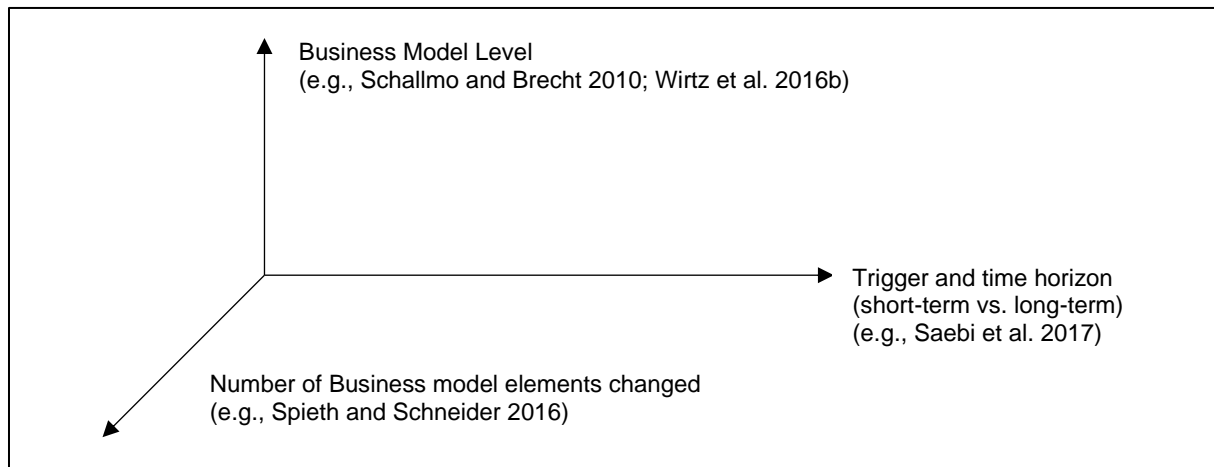 Business Model Level
(e.g., Schallmo and Brecht 2010; Wirtz et al. 2016b)
Trigger and time horizon
(short-term vs. long-term)
(e.g., Saebi et al. 2017)
Number of Business model elements changed
(e.g., Spieth and Schneider 2016)